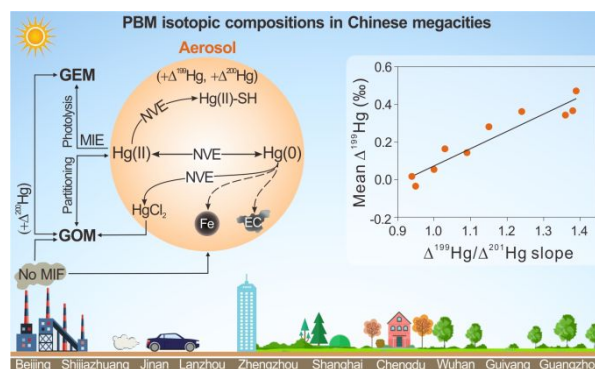 PBM isotopic compositions in Chinese megacities
Aerosol
(+Δ¹⁹⁹Hg, +Δ²⁰⁰Hg)
GEM
Hg(II)-SH
NVE
Photolysis
MIE
Hg(II)
NVE
Hg(0)
Partitioning
NVE
(+Δ²⁰⁰Hg)
HgCl₂
Fe
EC
GOM
No MIF
Mean Δ¹⁹⁹Hg (‰)
0.6
0.4
0.2
0.0
-0.2
0.9 1.0 1.1 1.2 1.3 1.4
Δ¹⁹⁹Hg/Δ²⁰¹Hg slope
Beijing Shijiazhuang Jinan Lanzhou Zhengzhou Shanghai Chengdu Wuhan Guiyang Guangzhou